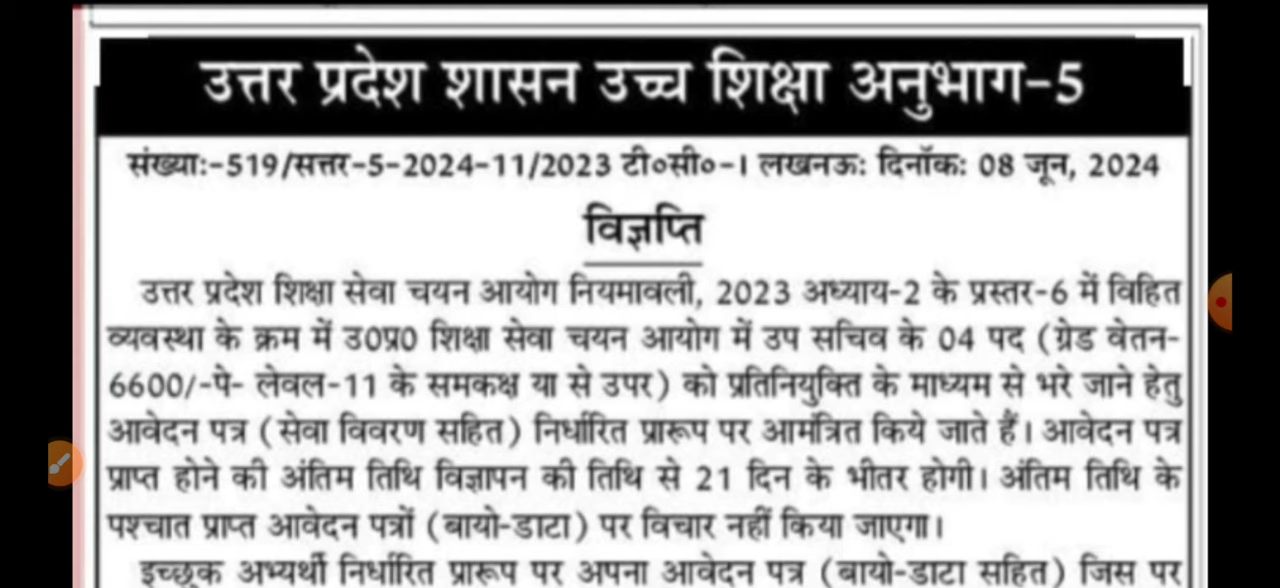 उत्तर प्रदेश शासन उच्च शिक्षा अनुभाग-5
संख्याः-519/सत्तर-5-2024-11/2023 टी०सी०-। लखनऊः दिनाँकः 08 जून, 2024
विज्ञप्ति
उत्तर प्रदेश शिक्षा सेवा चयन आयोग नियमावली, 2023 अध्याय-2 के प्रस्तर-6 में विहित
व्यवस्था के क्रम में उ0प्र0 शिक्षा सेवा चयन आयोग में उप सचिव के 04 पद (ग्रेड वेतन-
6600/-पे- लेवल-11 के समकक्ष या से उपर) को प्रतिनियुक्ति के माध्यम से भरे जाने हेतु
आवेदन पत्र (सेवा विवरण सहित) निर्धारित प्रारूप पर आमंत्रित किये जाते हैं। आवेदन पत्र
प्राप्त होने की अंतिम तिथि विज्ञापन की तिथि से 21 दिन के भीतर होगी। अंतिम तिथि के
पश्चात प्राप्त आवेदन पत्रों (बायो-डाटा) पर विचार नहीं किया जाएगा।
इच्छुक अभ्यर्थी निर्धारित प्रारूप पर अपना आवेदन पत्र (बायो-डाटा सहित) जिस पर